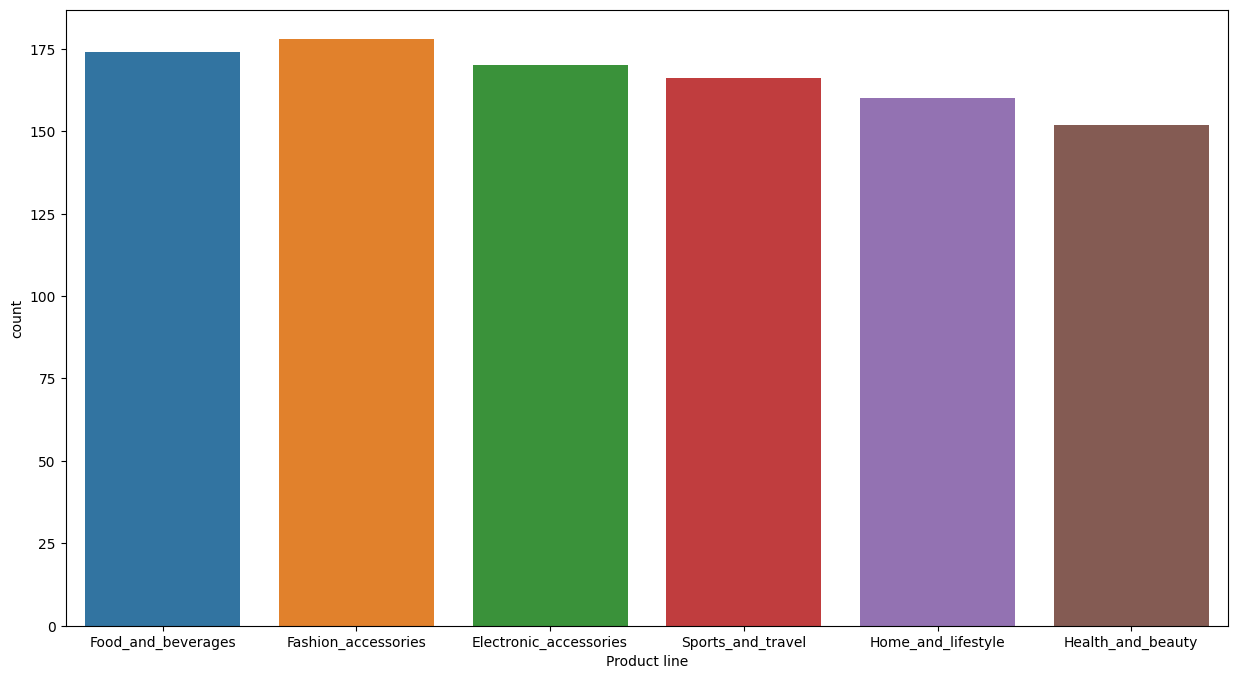 175
150
125
100
75
50
25
0
count
Food_and_beverages Fashion_accessories Electronic_accessories Sports_and_travel Home_and_lifestyle Health_and_beauty
Product line